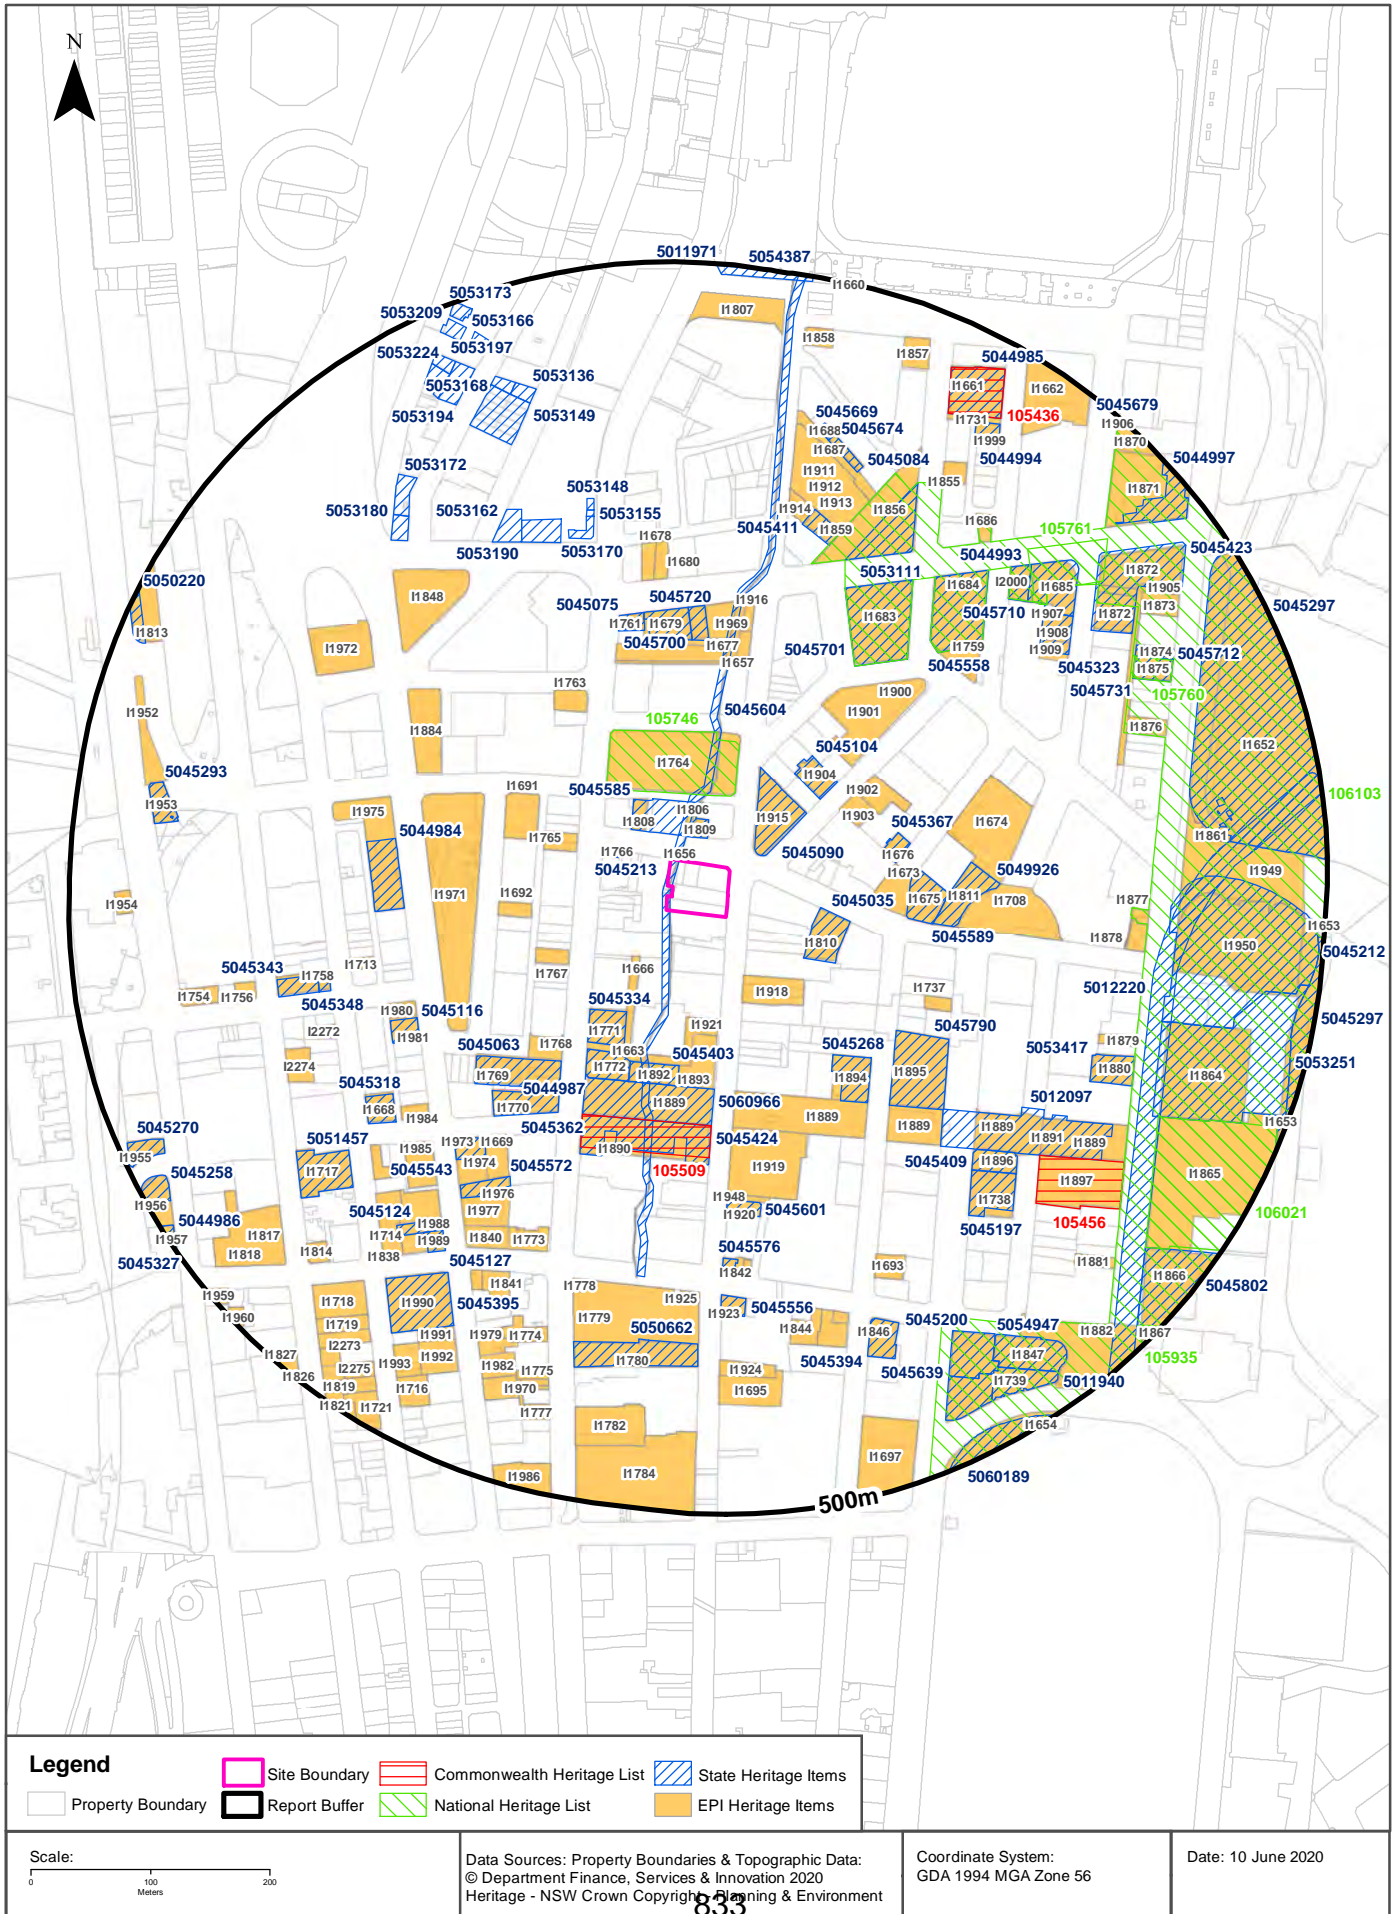 N
5011971 5054387
I1660
5053173
5053209 5053166
I1807
I1858
5053224 5053197
I1857 5044985
5053168 5053136
I1661 I1662
5053194 5053149
5045669 I1731 105436 5045679
I1688 5045674 I1999 I1906
I1687 5044994 I1870
5053172 I1911 5045084 5044997
I1912 I1855 I1871
5053180 5053162 5053148 I1913
5053155 I1914 I1856
5045411 I1859 I1686 105761
5053190 5053170 I1678
I1680 5044993 5045423
5050220 5053111 I1872
I1848 I1684 I2000 I1685 I1905
5045075 5045720 I1916 5045297
I1813 I1761 I1679 I1969 I1683 5045710 I1907 I1872 I1873
I1972 5045700 I1677 5045701 I1759 I1908
I1657 5045558 I1909 5045323 I1874 5045712
I1875
I1763 I1900 5045731 105760
I1952 105746 5045604 I1901
I1884 I1876
5045104 I1652
5045293 I1764 I1904
5045585 I1902 106103
I1953 I1691 I1806
I1975 I1808 I1809 I1915 I1903 5045367 I1674
5044984 I1765 I1861
I1766 I1656 5045090 I1676
5045213 I1673 5049926 I1949
I1971 I1692 5045035 I1675 I1811 I1708 I1877
I1954 I1653
5045589 I1878 I1950 5045212
I1810
5045343 I1713 I1767 I1666
I1758 I1918 I1737 5012220
I1754 I1756 5045348 5045334 5045297
I1980 5045116 I1921 5045790
I2272 I1981 I1771 I1879
5045063 I1768 I1663 5045403 5045268 5053417 5053251
I2274 I1769 I1772 I1892 I1893 I1894 I1895 I1880 I1864
5045318 5044987
I1668 I1770 I1889 5060966 5012097
I1984 5045362 I1889 I1889 I1889 I1653
5045270 5051457 I1973 I1669 5045424 I1891 I1889
I1955 I1985 I1974 I1890 5045409 I1896
5045258 I1717 5045543 5045572 105509 I1919 I1897 I1865
I1956 I1976 I1948 I1738
5045124 I1977 I1920 5045601 105456 106021
5044986 I1988 5045197
I1957 I1817 I1714 I1989 I1840 I1773
5045327 I1818 I1814 I1838 5045127 5045576
I1842 I1693 I1881
I1959 I1841 I1778 I1866 5045802
I1718 I1990 5045395 I1925
I1960 I1719 I1779 I1923 5045556 5045200 5054947
I2273 I1991 I1979 I1774 5050662 I1844 I1846 I1882 I1867
I1827 I2275 I1993 I1992 I1982 I1780 5045394 I1847 105935
I1826 I1819 I1775 I1924 5045639 I1739 5011940
I1821 I1721 I1716 I1970 I1695
I1777 I1654
I1782
I1697
I1986 I1784 5060189
500m
Legend
Site Boundary Commonwealth Heritage List State Heritage Items
Property Boundary Report Buffer National Heritage List EPI Heritage Items
Scale:
0 100 200
Meters
Data Sources: Property Boundaries & Topographic Data:
© Department Finance, Services & Innovation 2020
Heritage - NSW Crown Copyright - Planning & Environment
833
Coordinate System:
GDA 1994 MGA Zone 56
Date: 10 June 2020